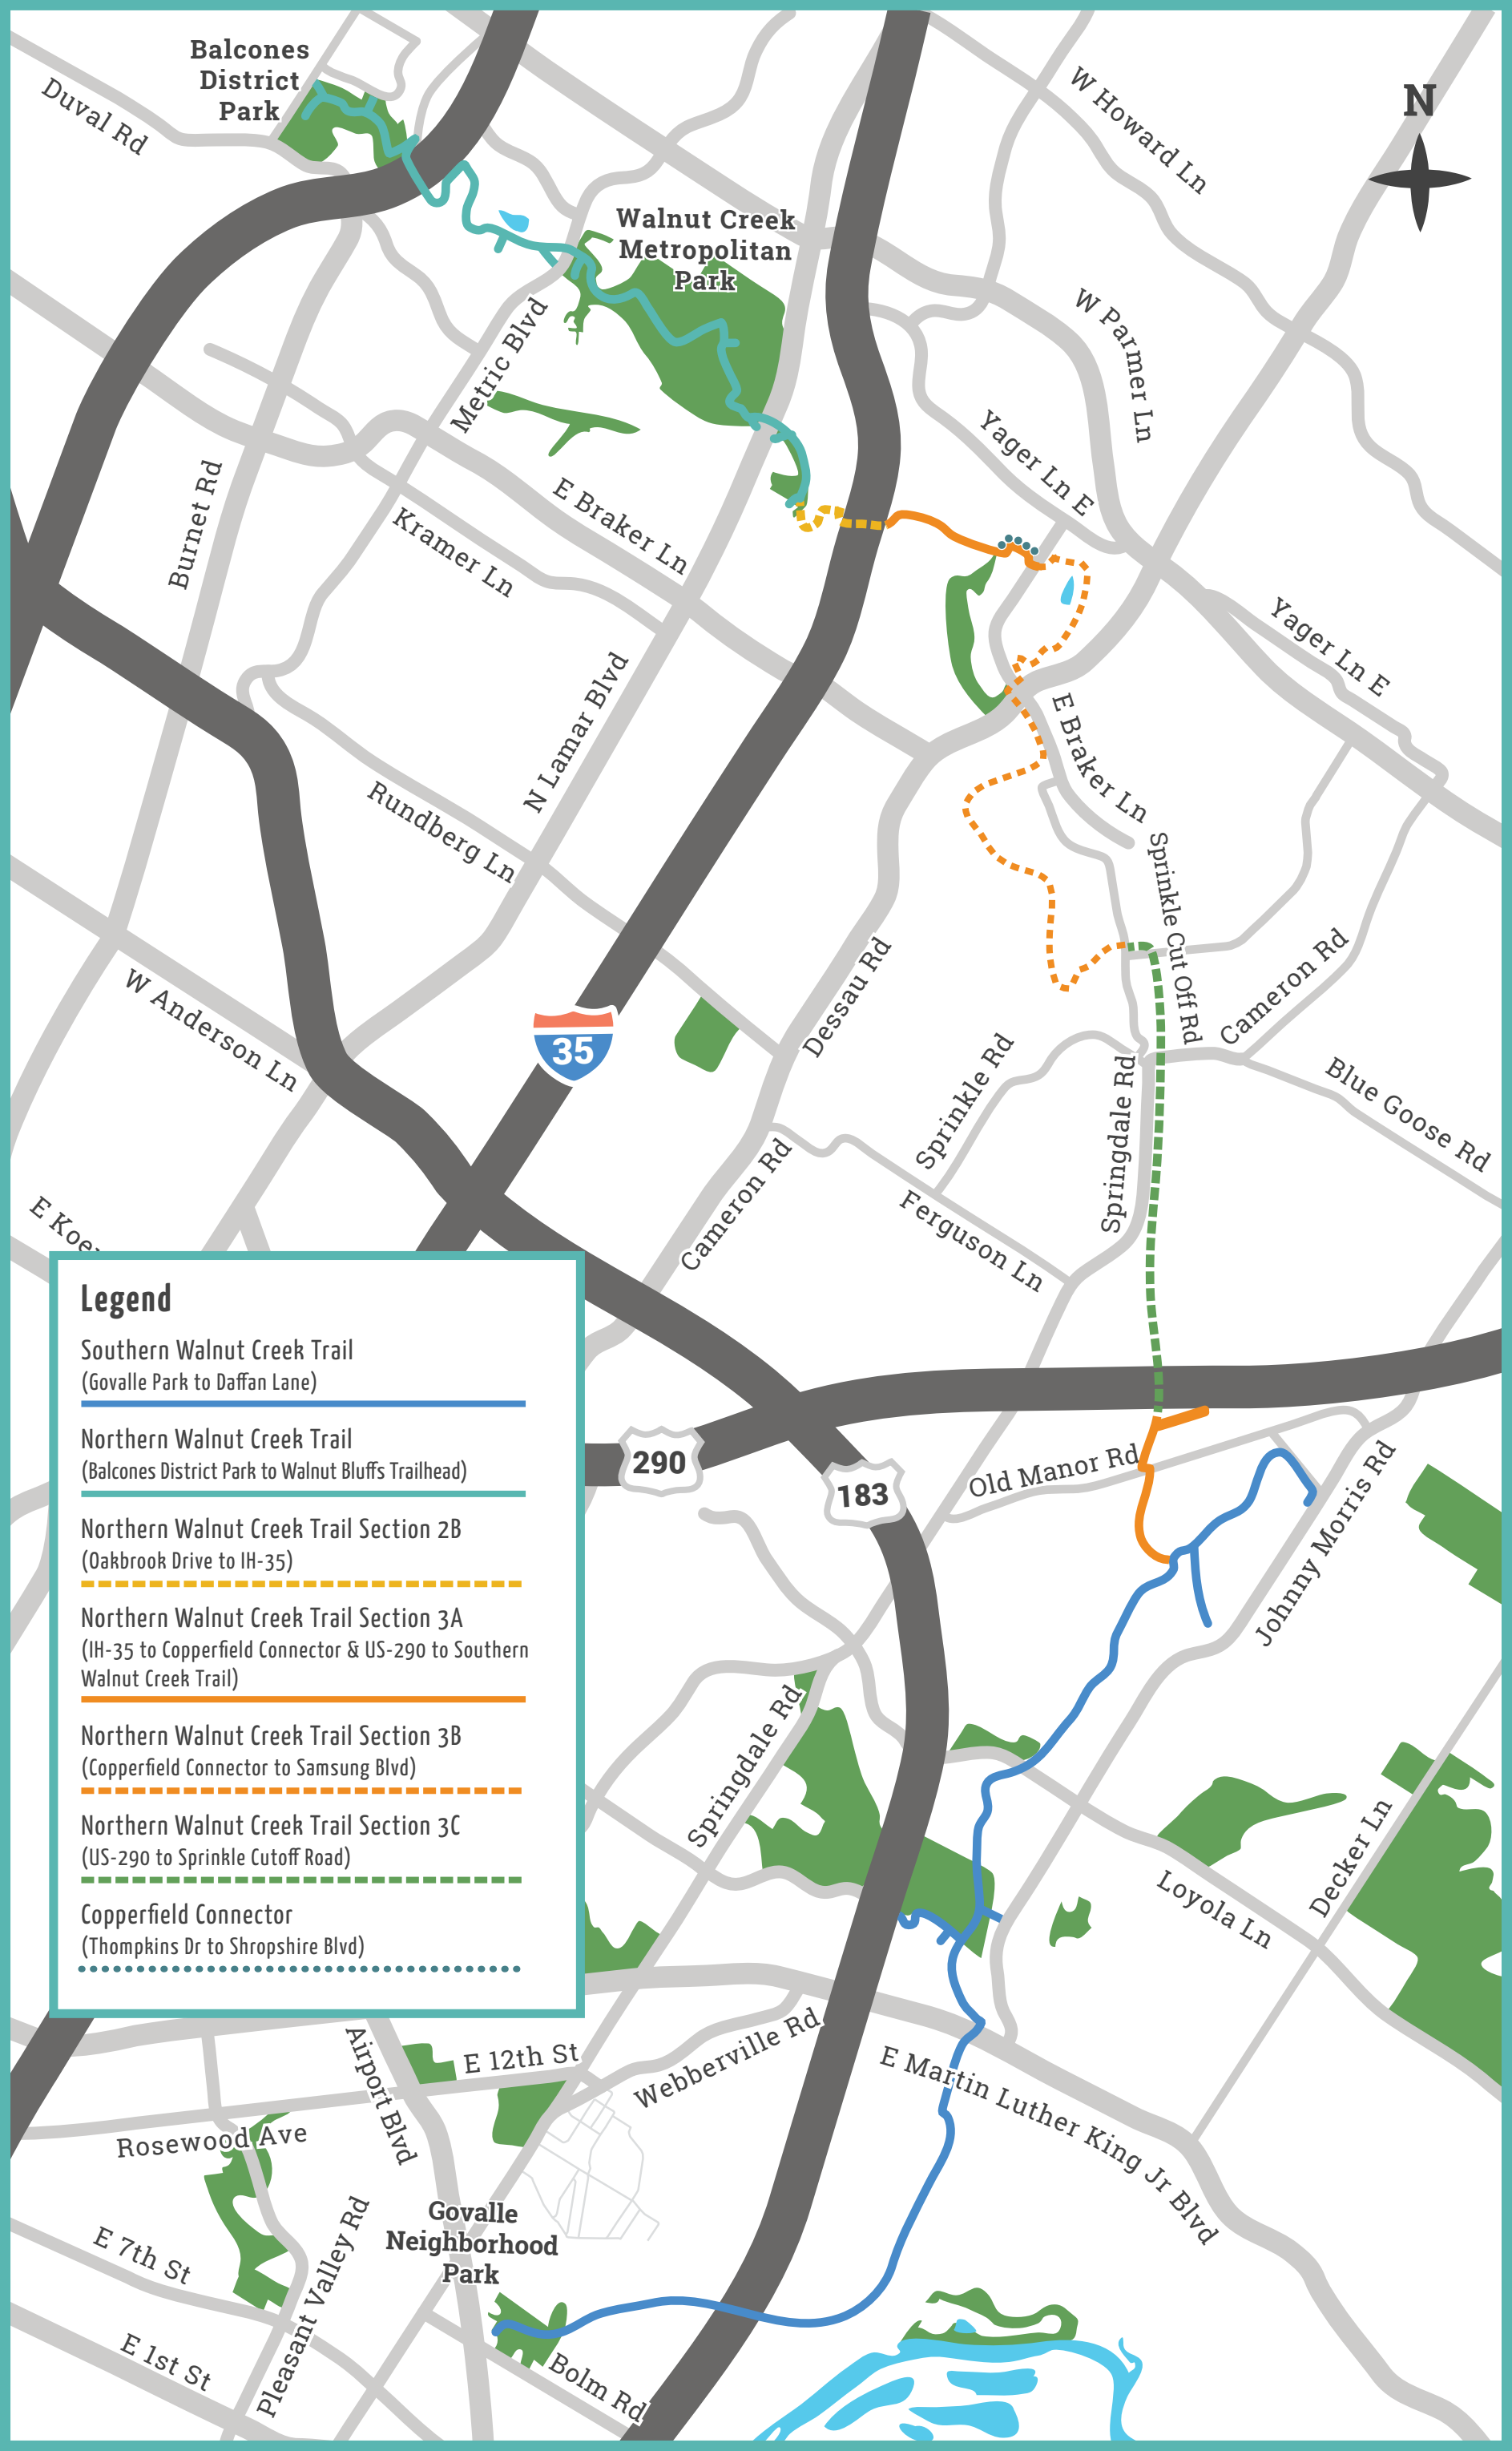 Balcones
District
Park
Duval Rd
W Howard Ln
N
Walnut Creek
Metropolitan
Park
W Parmer Ln
Metric Blvd
Yager Ln E
Burnet Rd
E Braker Ln
Kramer Ln
Yager Ln E
N Lamar Blvd
E Braker Ln
Rundberg Ln
Sprinkle Cut Off Rd
W Anderson Ln
Dessau Rd
Cameron Rd
35
Sprinkle Rd
Springdale Rd
Blue Goose Rd
Cameron Rd
Ferguson Ln
E Koe
Legend
Southern Walnut Creek Trail
(Govalle Park to Daffan Lane)
Northern Walnut Creek Trail
(Balcones District Park to Walnut Bluffs Trailhead)
Northern Walnut Creek Trail Section 2B
(Oakbrook Drive to IH-35)
Northern Walnut Creek Trail Section 3A
(IH-35 to Copperfield Connector & US-290 to Southern
Walnut Creek Trail)
Northern Walnut Creek Trail Section 3B
(Copperfield Connector to Samsung Blvd)
Northern Walnut Creek Trail Section 3C
(US-290 to Sprinkle Cutoff Road)
Copperfield Connector
(Thompkins Dr to Shropshire Blvd)
290
183
Old Manor Rd
Johnny Morris Rd
Springdale Rd
Decker Ln
Loyola Ln
Airport Blvd
E 12th St
Webberville Rd
E Martin Luther King Jr Blvd
Rosewood Ave
Govalle
Neighborhood
Park
E 7th St
Pleasant Valley Rd
E 1st St
Bolm Rd